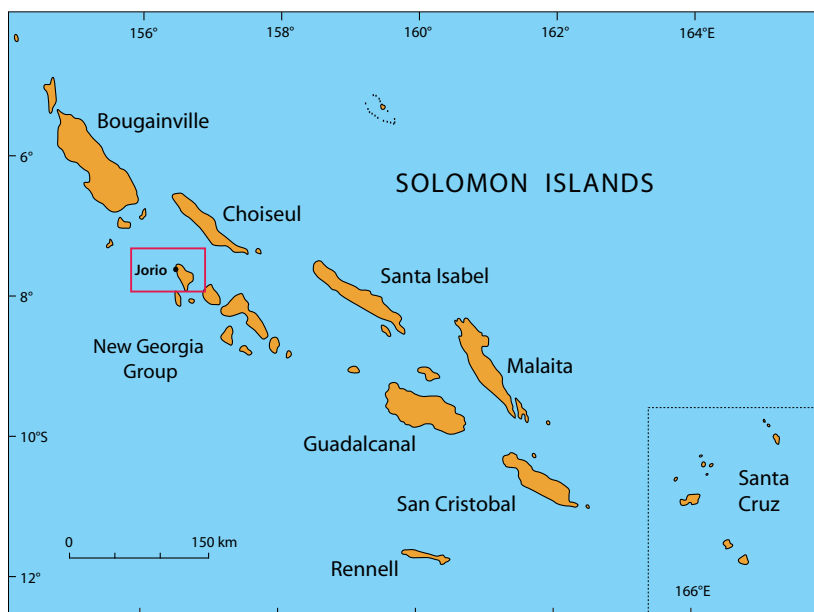 156°
158°
160°
162°
164°E
Bougainville
6°
SOLOMON ISLANDS
Choiseul
Jorio
Santa Isabel
8°
New Georgia
Group
Malaita
10°S
Guadalcanal
Santa
Cruz
San Cristobal
0
150 km
Rennell
12°
166°E